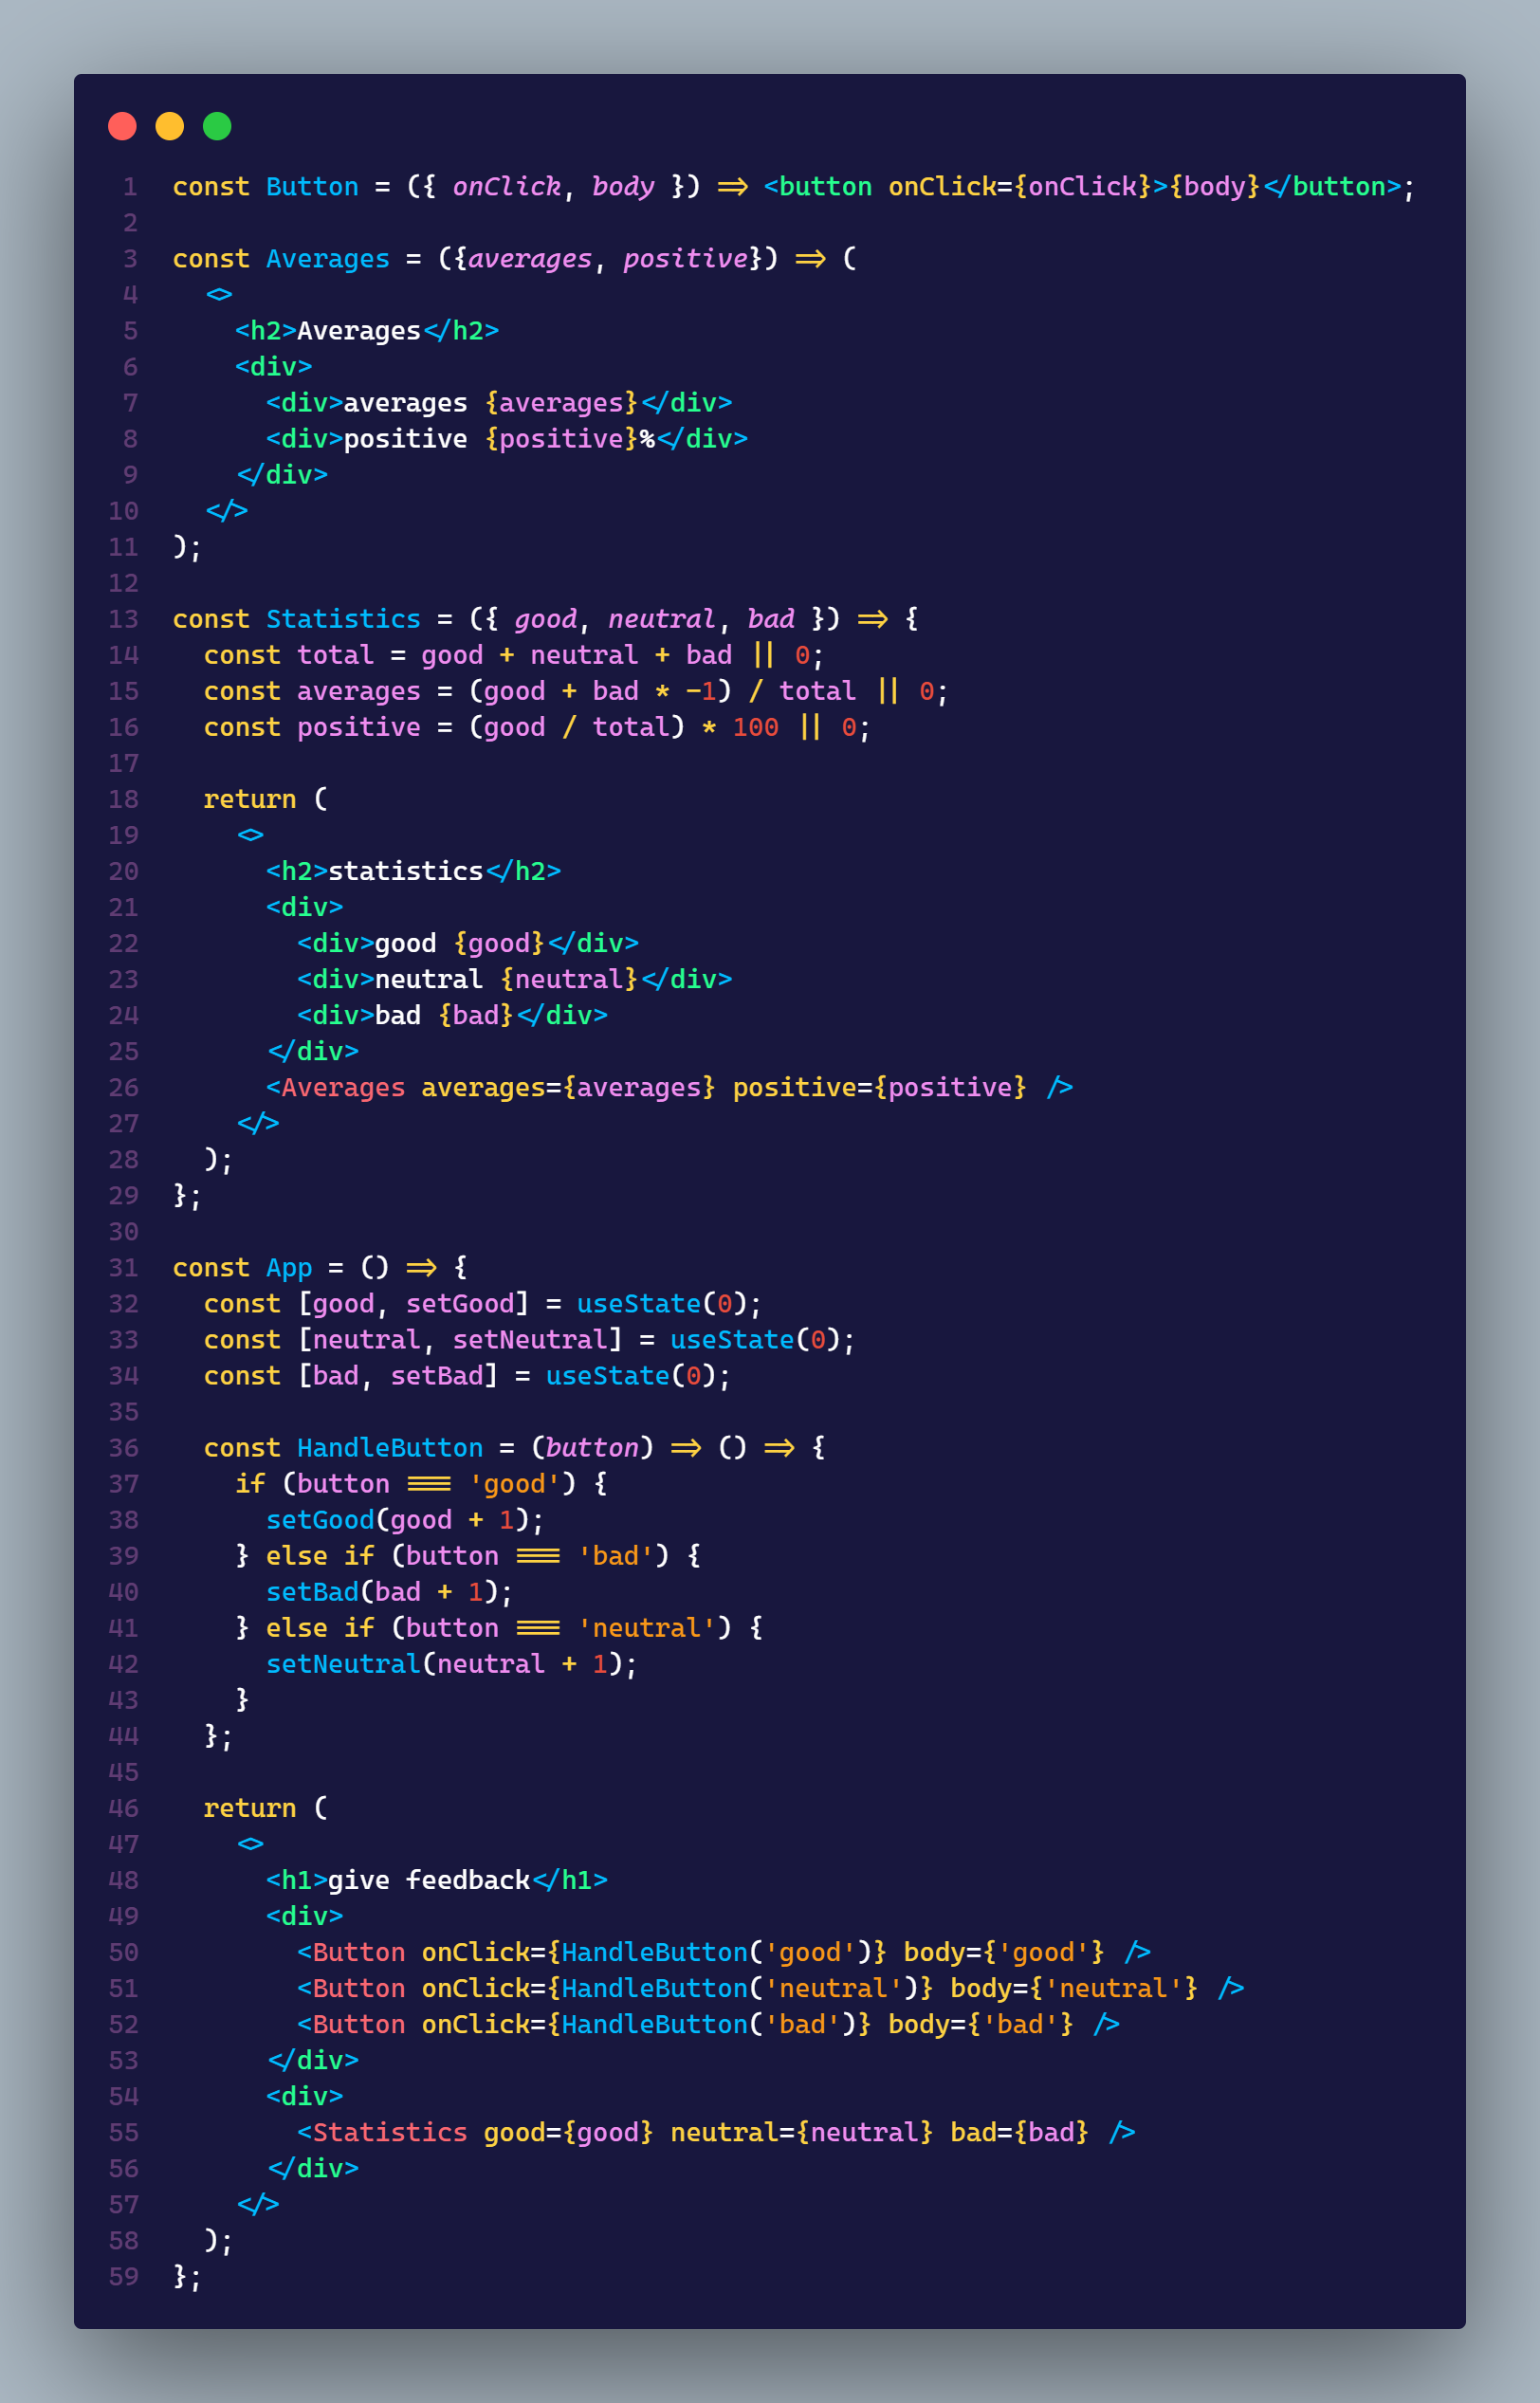 1 const Button = ({ onClick, body }) => <button onClick={onClick}>{body}</button>;
2
3 const Averages = ({averages, positive}) => (
4   <>
5     <h2>Averages</h2>
6     <div>
7       <div>averages {averages}</div>
8       <div>positive {positive}%</div>
9     </div>
10   </>
11 );
12
13 const Statistics = ({ good, neutral, bad }) => {
14   const total = good + neutral + bad || 0;
15   const averages = (good + bad * -1) / total || 0;
16   const positive = (good / total) * 100 || 0;
17
18   return (
19     <>
20       <h2>statistics</h2>
21       <div>
22         <div>good {good}</div>
23         <div>neutral {neutral}</div>
24         <div>bad {bad}</div>
25       </div>
26       <Averages averages={averages} positive={positive} />
27     </>
28   );
29 };
30
31 const App = () => {
32   const [good, setGood] = useState(0);
33   const [neutral, setNeutral] = useState(0);
34   const [bad, setBad] = useState(0);
35
36   const HandleButton = (button) => () => {
37     if (button === 'good') {
38       setGood(good + 1);
39     } else if (button === 'bad') {
40       setBad(bad + 1);
41     } else if (button === 'neutral') {
42       setNeutral(neutral + 1);
43     }
44   };
45
46   return (
47     <>
48       <h1>give feedback</h1>
49       <div>
50         <Button onClick={HandleButton('good')} body={'good'} />
51         <Button onClick={HandleButton('neutral')} body={'neutral'} />
52         <Button onClick={HandleButton('bad')} body={'bad'} />
53       </div>
54       <div>
55         <Statistics good={good} neutral={neutral} bad={bad} />
56       </div>
57     </>
58   );
59 };